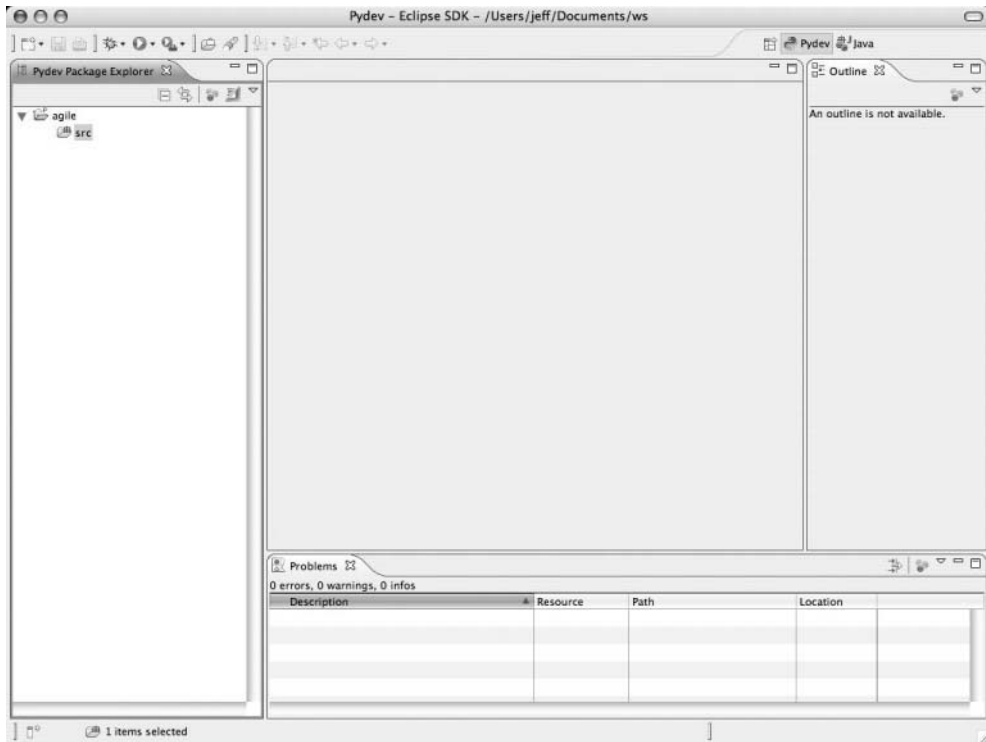 Pydev - Eclipse SDK - /Users/jeff/Documents/ws
Pydev Java
Pydev Package Explorer
Outline
agile
An outline is not available.
src
Problems
0 errors, 0 warnings, 0 infos
Description Resource Path Location
1 items selected